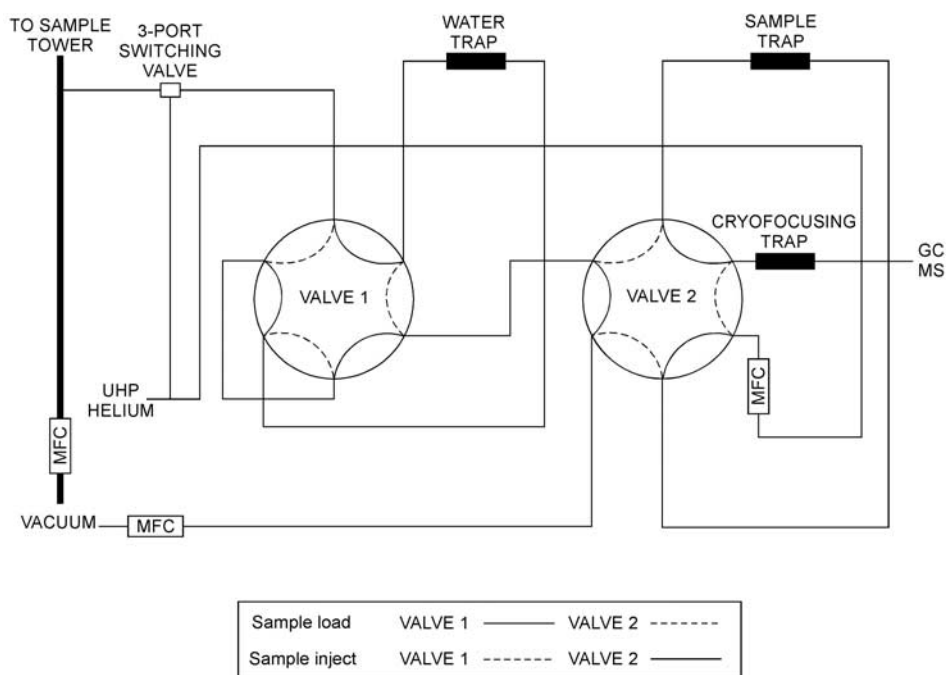 TO SAMPLE
TOWER
3-PORT
SWITCHING
VALVE
WATER
TRAP
SAMPLE
TRAP
CRYOFOCUSING
TRAP
GC
MS
VALVE 1
VALVE 2
UHP
HELIUM
MFC
MFC
VACUUM
MFC
Sample load VALVE 1 VALVE 2
Sample inject VALVE 1 VALVE 2